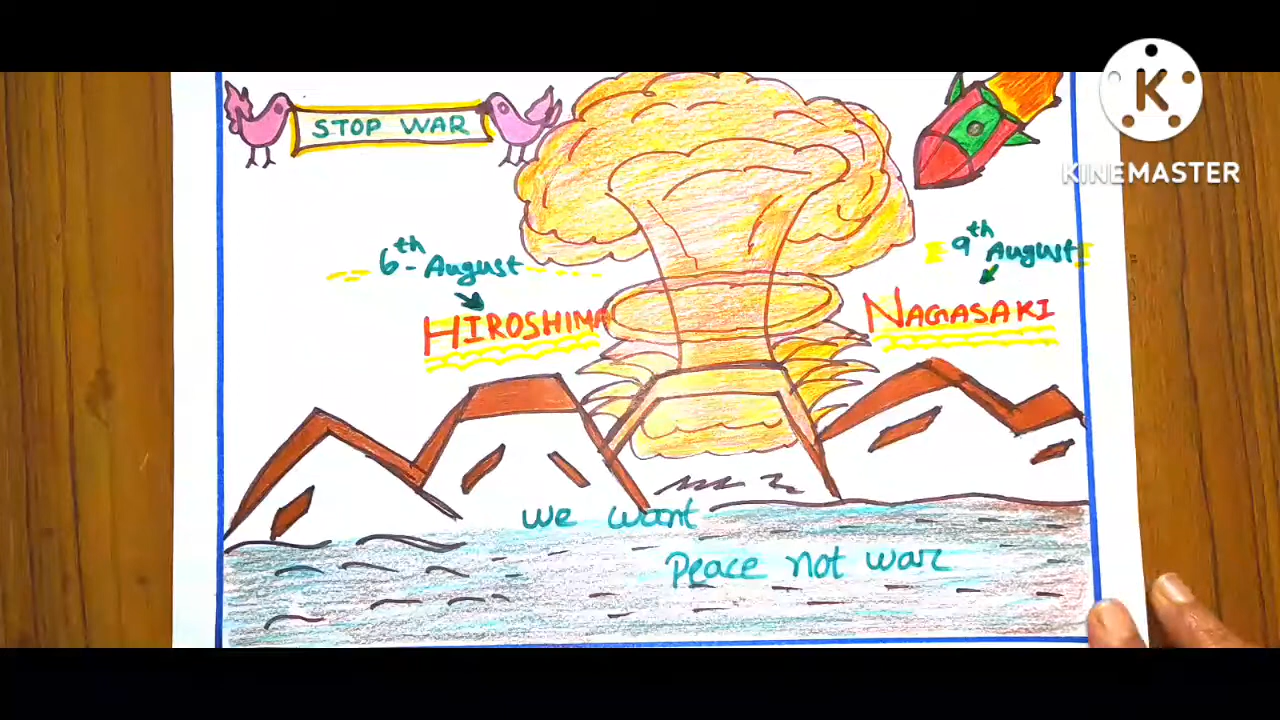 STOP WAR
K
KINEMASTER
6th August
9th August
HIROSHIMA
NAGASAKI
we want
Peace not war